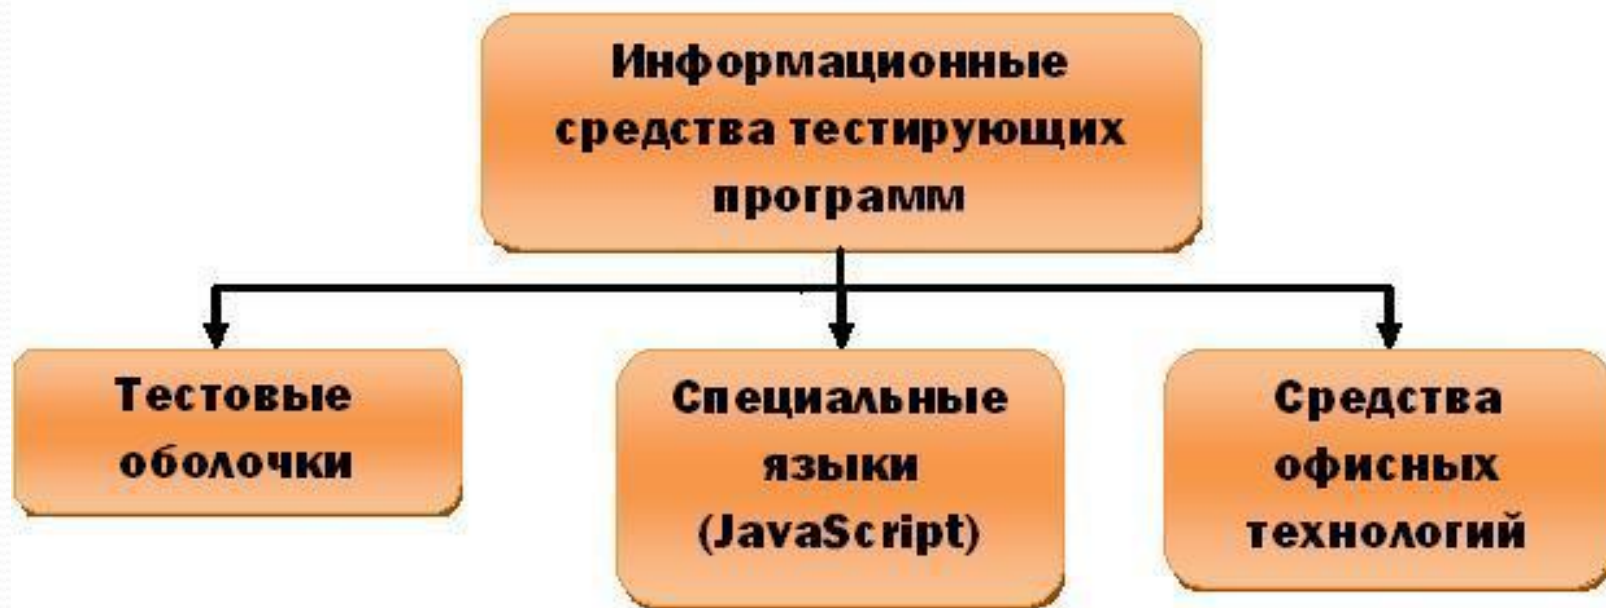 Информационные
средства тестирующих
программ
Тестовые
оболочки
Специальные
языки
(JavaScript)
Средства
офисных
технологий